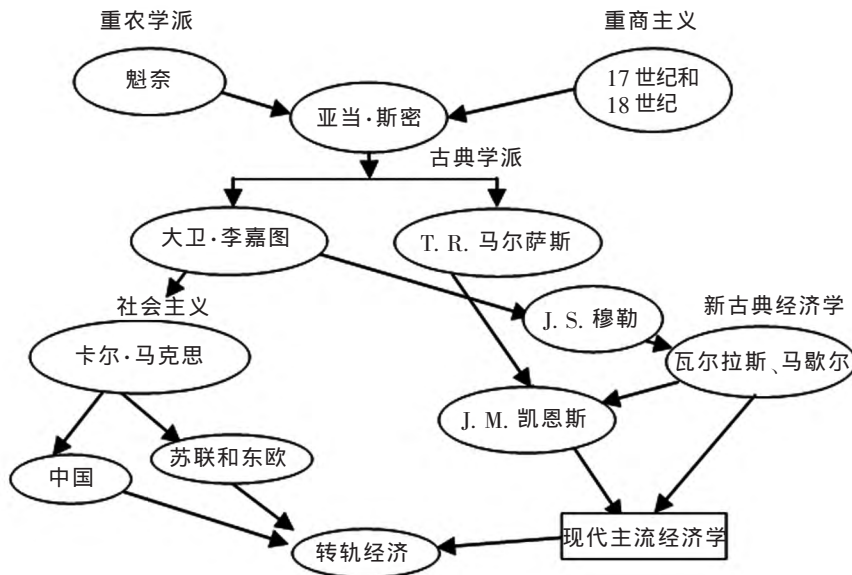 重农学派
重商主义
魁奈
17世纪和
18世纪
亚当·斯密
古典学派
大卫·李嘉图
T. R. 马尔萨斯
社会主义
J. S. 穆勒
新古典经济学
卡尔·马克思
瓦尔拉斯、马歇尔
J. M. 凯恩斯
中国
苏联和东欧
转轨经济
现代主流经济学